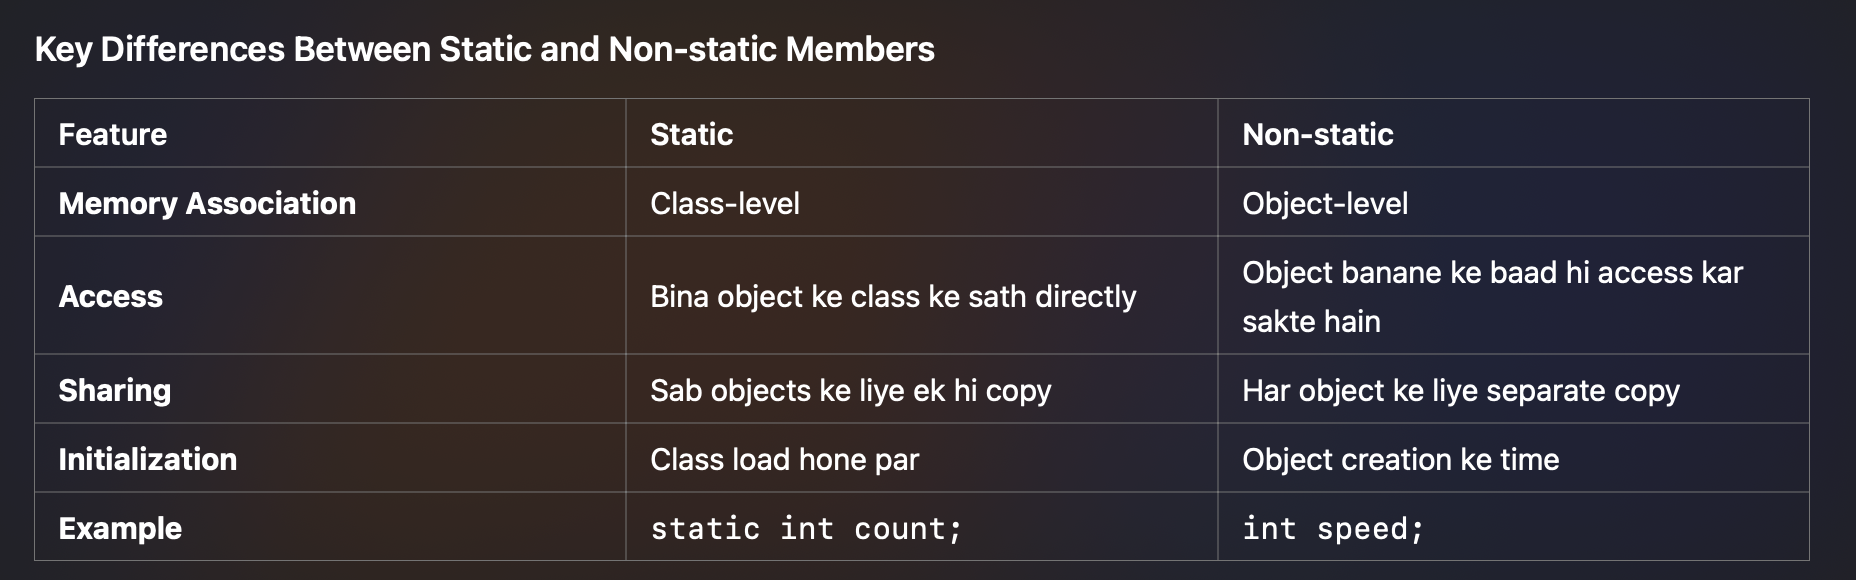 Key Differences Between Static and Non-static Members
Feature Static Non-static
Memory Association Class-level Object-level
Access Bina object ke class ke sath directly Object banane ke baad hi access kar
sakte hain
Sharing Sab objects ke liye ek hi copy Har object ke liye separate copy
Initialization Class load hone par Object creation ke time
Example static int count; int speed;